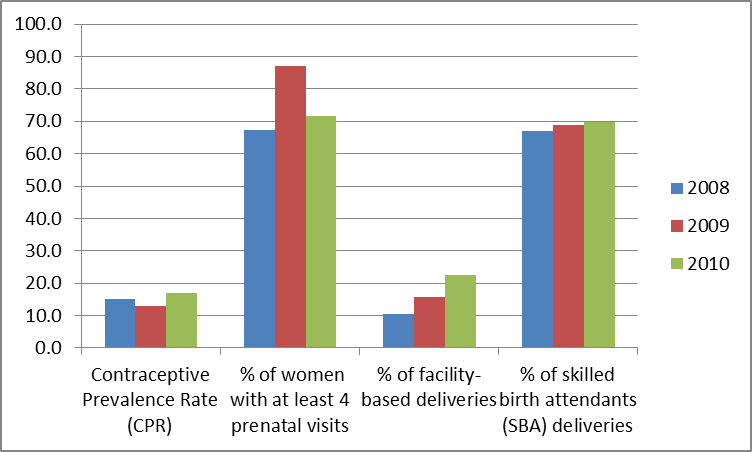 100.0
90.0
80.0
70.0
60.0
50.0
40.0
30.0
20.0
10.0
0.0
Contraceptive
Prevalence Rate
(CPR)
% of women
with at least 4
prenatal visits
% of facility-
based deliveries
% of skilled
birth attendants
(SBA) deliveries
2008
2009
2010